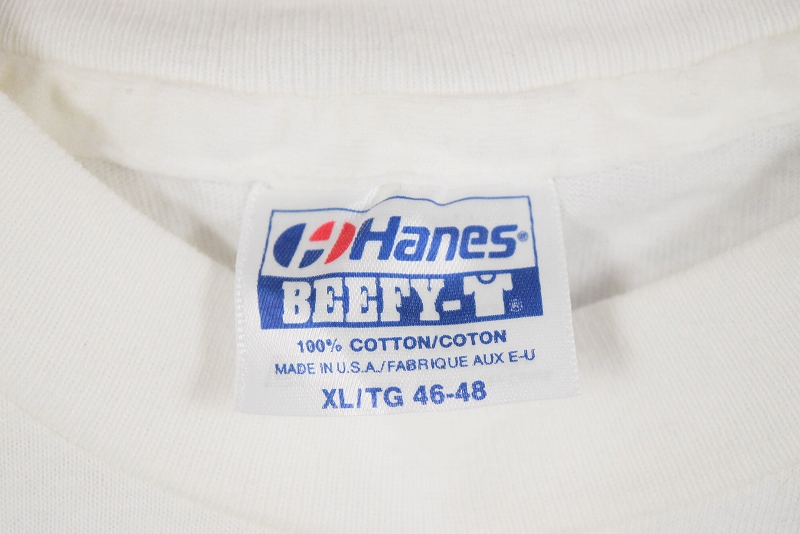 Hanes®
BEEFY-T®
100% COTTON/COTON
MADE IN U.S.A./FABRIQUE AUX E-U
XL/TG 46-48